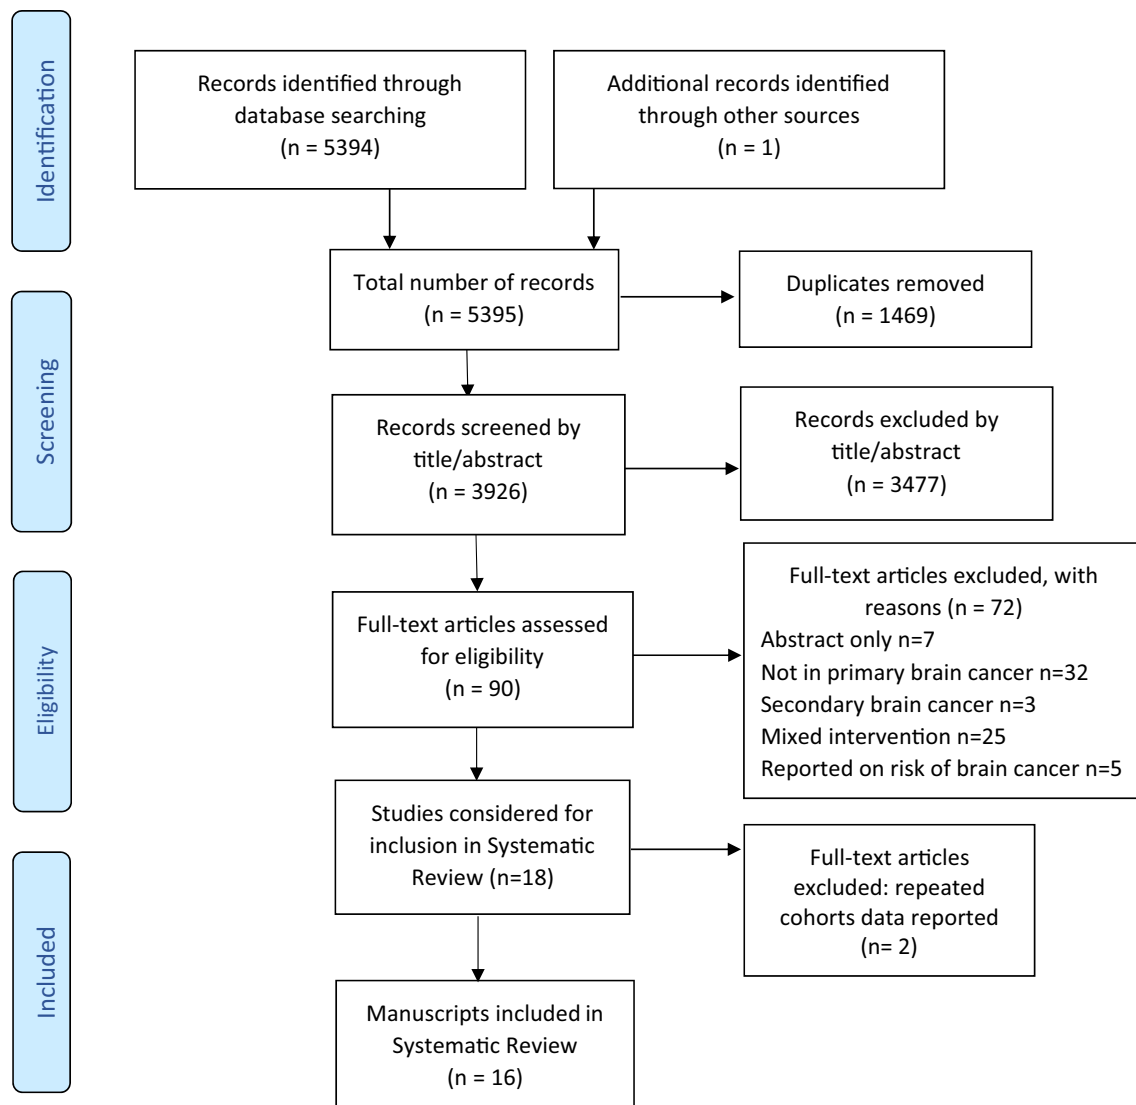 Identification
Records identified through
database searching
(n = 5394)
Additional records identified
through other sources
(n = 1)
Total number of records
(n = 5395)
Duplicates removed
(n = 1469)
Screening
Records screened by
title/abstract
(n = 3926)
Records excluded by
title/abstract
(n = 3477)
Eligibility
Full-text articles assessed
for eligibility
(n = 90)
Full-text articles excluded, with
reasons (n = 72)
Abstract only n=7
Not in primary brain cancer n=32
Secondary brain cancer n=3
Mixed intervention n=25
Reported on risk of brain cancer n=5
Studies considered for
inclusion in Systematic
Review (n=18)
Full-text articles
excluded: repeated
cohorts data reported
(n= 2)
Included
Manuscripts included in
Systematic Review
(n = 16)